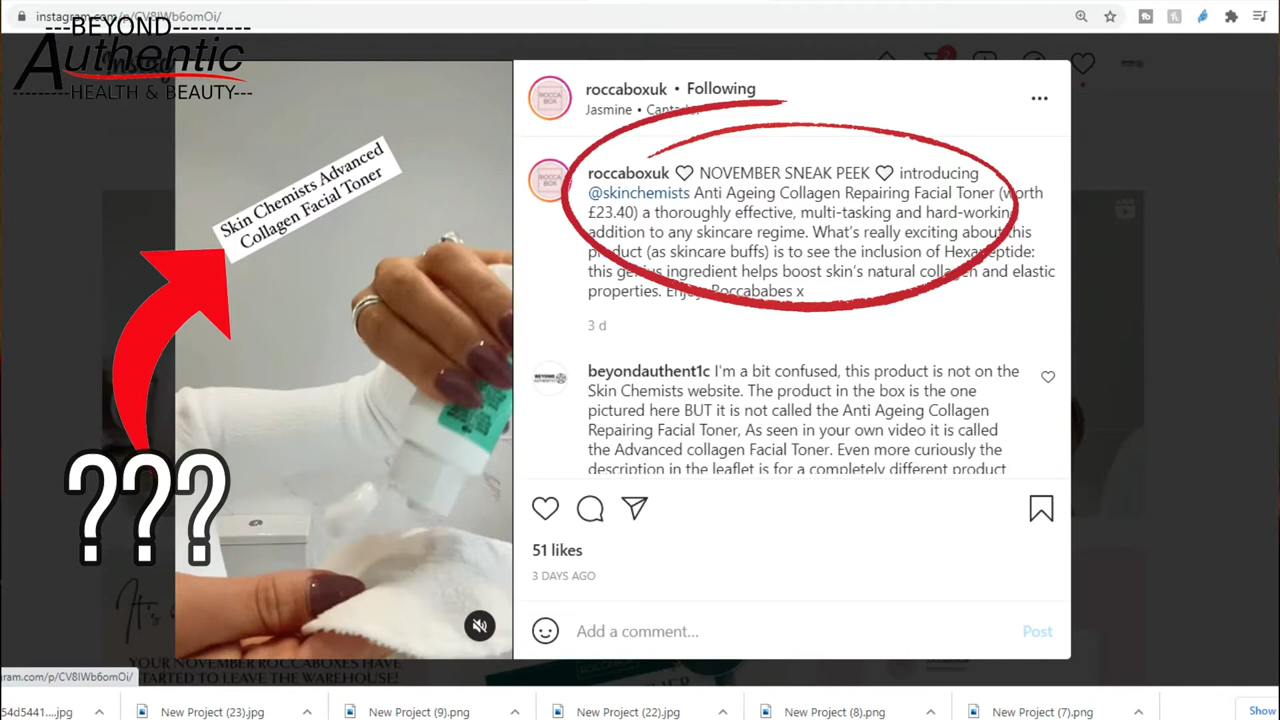 instagram.com/p/CV8IWb6omOi/
---BEYOND---------
Authentic
--------HEALTH & BEAUTY---
roccaboxuk • Following
Jasmine •
Skin Chemists Advanced
Collagen Facial Toner
roccaboxuk ♡ NOVEMBER SNEAK PEEK ♡ introducing
@skinchemists Anti Ageing Collagen Repairing Facial Toner (worth
£23.40) a thoroughly effective, multi-tasking and hard-working
addition to any skincare regime. What's really exciting about this
product (as skincare buffs) is to see the inclusion of Hexapeptide:
this genius ingredient helps boost skin's natural collagen and elastic
properties. Enjoy Roccababes x
3 d
beyondauthent1c I'm a bit confused, this product is not on the
Skin Chemists website. The product in the box is the one
pictured here BUT it is not called the Anti Ageing Collagen
Repairing Facial Toner, As seen in your own video it is called
the Advanced collagen Facial Toner. Even more curiously the
description in the leaflet is for a completely different product
???
51 likes
3 DAYS AGO
Add a comment...
Post
It's
YOUR NOVEMBER ROCCABOXES HAVE
STARTED TO LEAVE THE WAREHOUSE!
gram.com/p/CV8IWb6omOi/
54d5441....jpg
New Project (23).jpg
New Project (9).png
New Project (22).jpg
New Project (8).png
New Project (7).png
Show